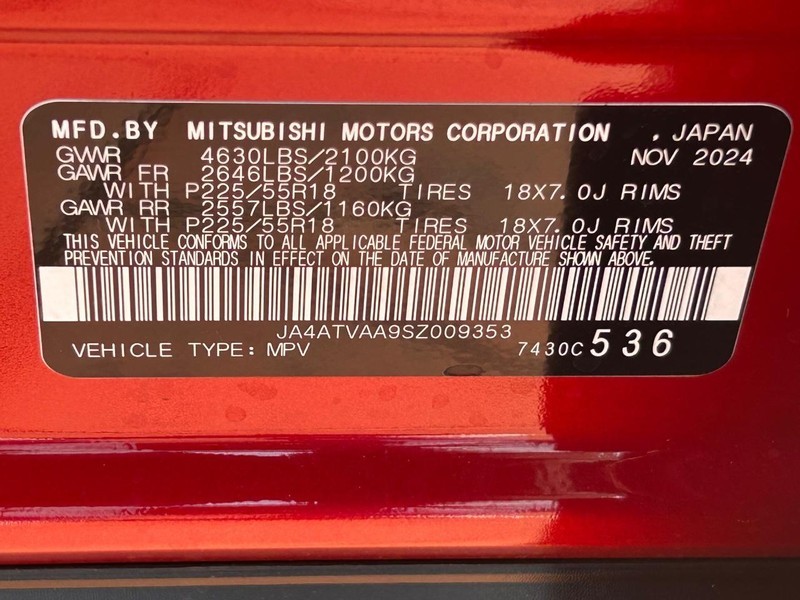 MFD.BY MITSUBISHI MOTORS CORPORATION , JAPAN
GVWR 4630LBS/2100KG NOV 2024
GAWR FR 2646LBS/1200KG
WITH P225/55R18 TIRES 18X7.0J RIMS
GAWR RR 2557LBS/1160KG
WITH P225/55R18 TIRES 18X7.0J RIMS
THIS VEHICLE CONFORMS TO ALL APPLICABLE FEDERAL MOTOR VEHICLE SAFETY AND THEFT
PREVENTION STANDARDS IN EFFECT ON THE DATE OF MANUFACTURE SHOWN ABOVE.
JA4ATVAA9SZ009353
VEHICLE TYPE: MPV 7430C 536